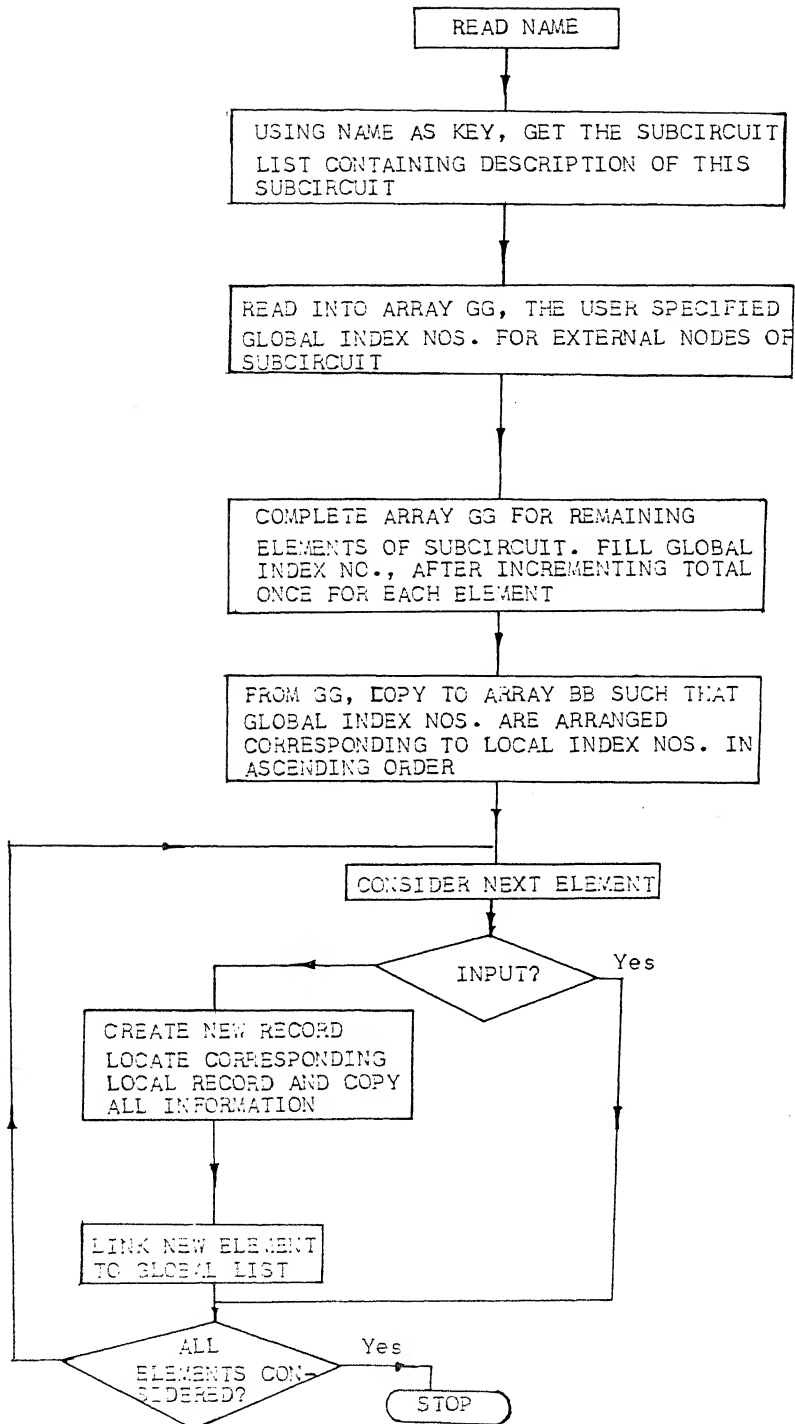 READ NAME
USING NAME AS KEY, GET THE SUBCIRCUIT
LIST CONTAINING DESCRIPTION OF THIS
SUBCIRCUIT
READ INTO ARRAY GG, THE USER SPECIFIED
GLOBAL INDEX NOS. FOR EXTERNAL NODES OF
SUBCIRCUIT
COMPLETE ARRAY GG FOR REMAINING
ELEMENTS OF SUBCIRCUIT. FILL GLOBAL
INDEX NO., AFTER INCREMENTING TOTAL
ONCE FOR EACH ELEMENT
FROM GG, COPY TO ARRAY BB SUCH THAT
GLOBAL INDEX NOS. ARE ARRANGED
CORRESPONDING TO LOCAL INDEX NOS. IN
ASCENDING ORDER
CONSIDER NEXT ELEMENT
INPUT?
Yes
CREATE NEW RECORD
LOCATE CORRESPONDING
LOCAL RECORD AND COPY
ALL INFORMATION
LINK NEW ELEMENT
TO GLOBAL LIST
ALL
ELEMENTS CON-
SIDERED?
Yes
STOP